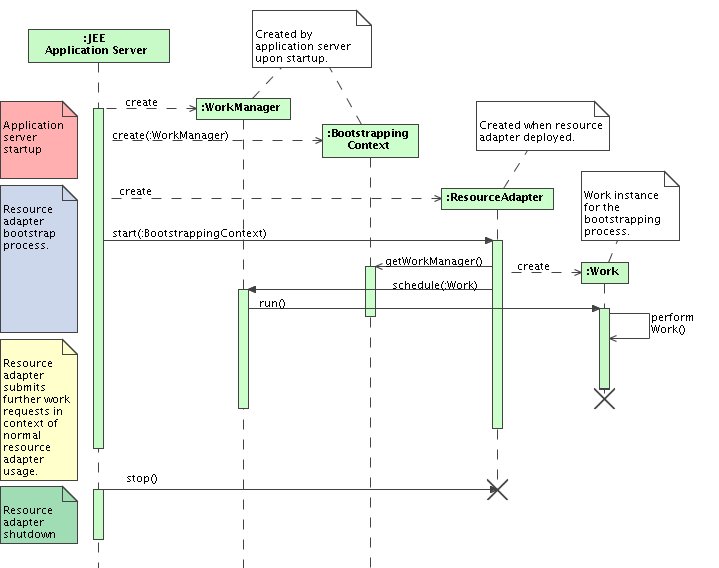 Created by
application server
upon startup.
:JEE
Application Server
create
:WorkManager
Application
server
startup
create(:WorkManager)
:Bootstrapping
Context
Created when resource
adapter deployed.
create
:ResourceAdapter
Work instance
for the
bootstrapping
process.
Resource
adapter
bootstrap
process.
start(:BootstrappingContext)
getWorkManager()
create
:Work
schedule(:Work)
run()
perform
Work()
Resource
adapter
submits
further work
requests in
context of
normal
resource
adapter
usage.
stop()
Resource
adapter
shutdown